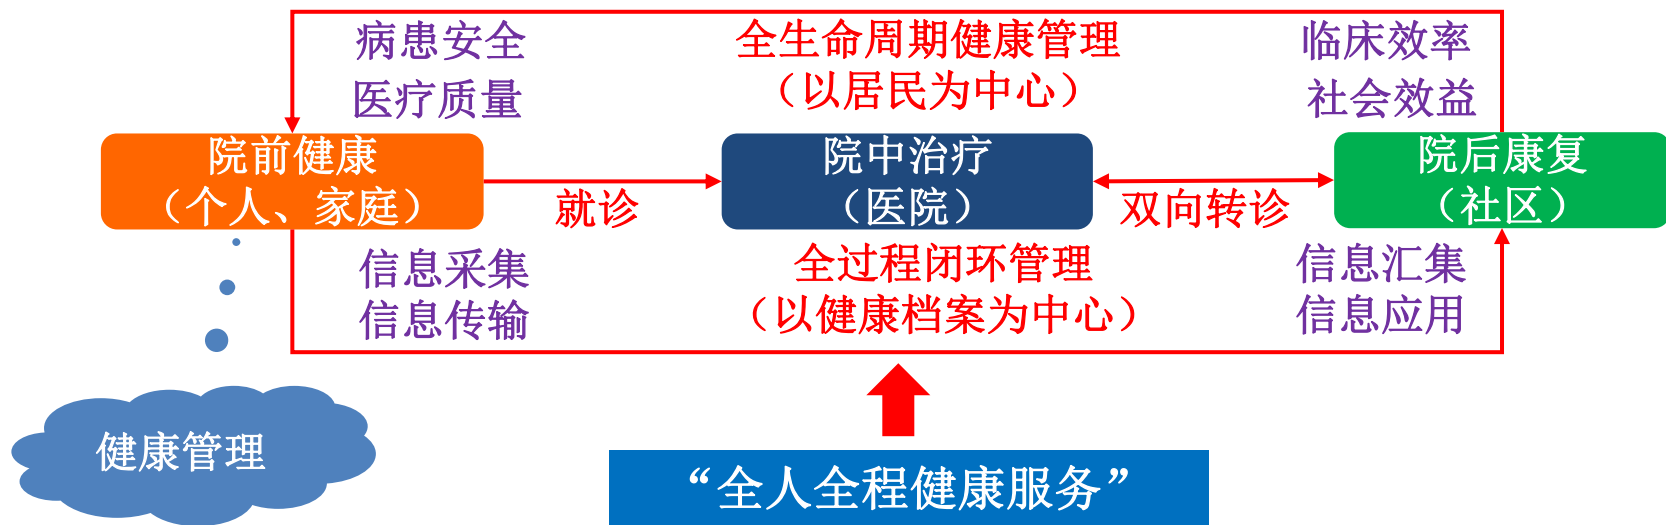 病患安全
医疗质量
全生命周期健康管理
（以居民为中心）
临床效率
社会效益
院前健康
（个人、家庭）
就诊
院中治疗
（医院）
双向转诊
院后康复
（社区）
信息采集
信息传输
全过程闭环管理
（以健康档案为中心）
信息汇集
信息应用
健康管理
“全人全程健康服务”